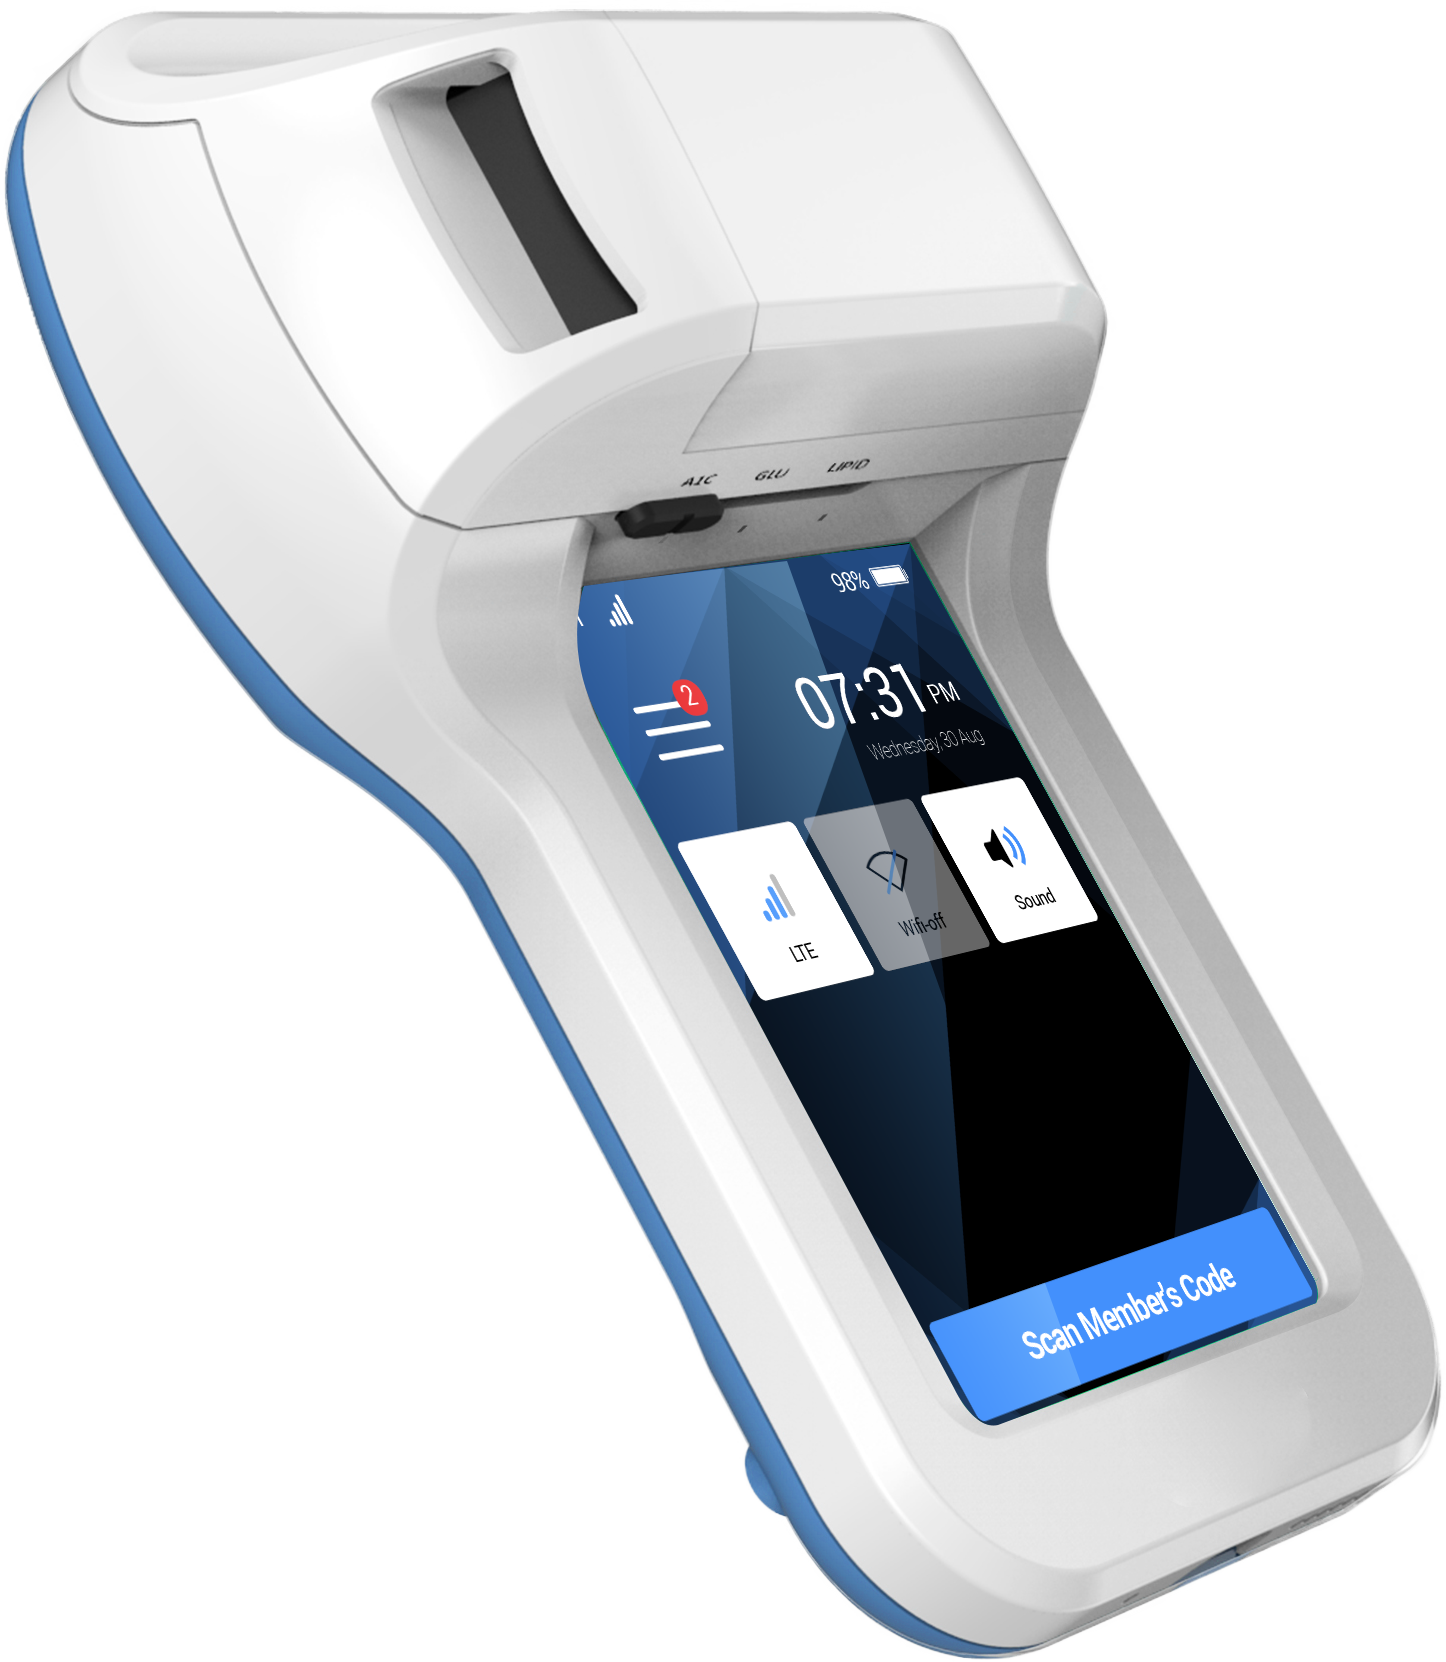 A1C GLU LIPID
98%
2
07:31 PM
Wednesday, 30 Aug
LTE
Wifi-off
Sound
Scan Member's Code